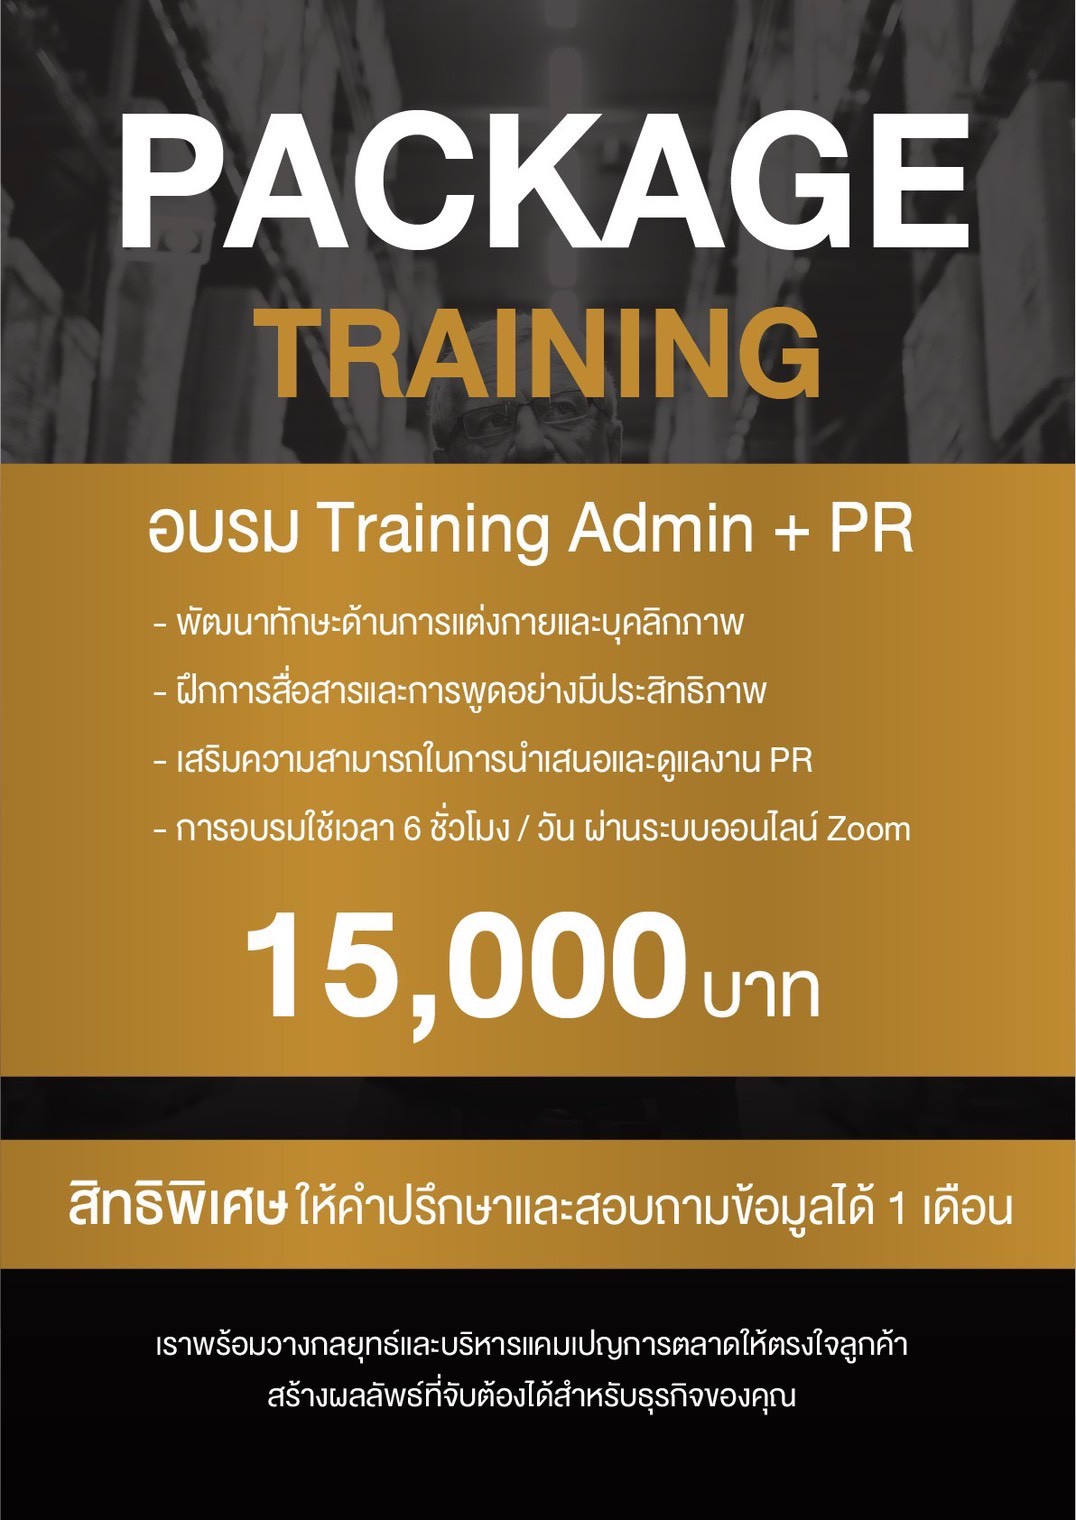 PACKAGE
TRAINING
อบรม Training Admin + PR
- พัฒนาทักษะด้านการแต่งกายและบุคลิกภาพ
- ฝึกการสื่อสารและการพูดอย่างมีประสิทธิภาพ
- เสริมความสามารถในการนำเสนอและดูแลงาน PR
- การอบรมใช้เวลา 6 ชั่วโมง / วัน ผ่านระบบออนไลน์ Zoom
15,000 บาท
สิทธิพิเศษ ให้คำปรึกษาและสอบถามข้อมูลได้ 1 เดือน
เราพร้อมวางกลยุทธ์และบริหารแคมเปญการตลาดให้ตรงใจลูกค้า
สร้างผลลัพธ์ที่จับต้องได้สำหรับธุรกิจของคุณ